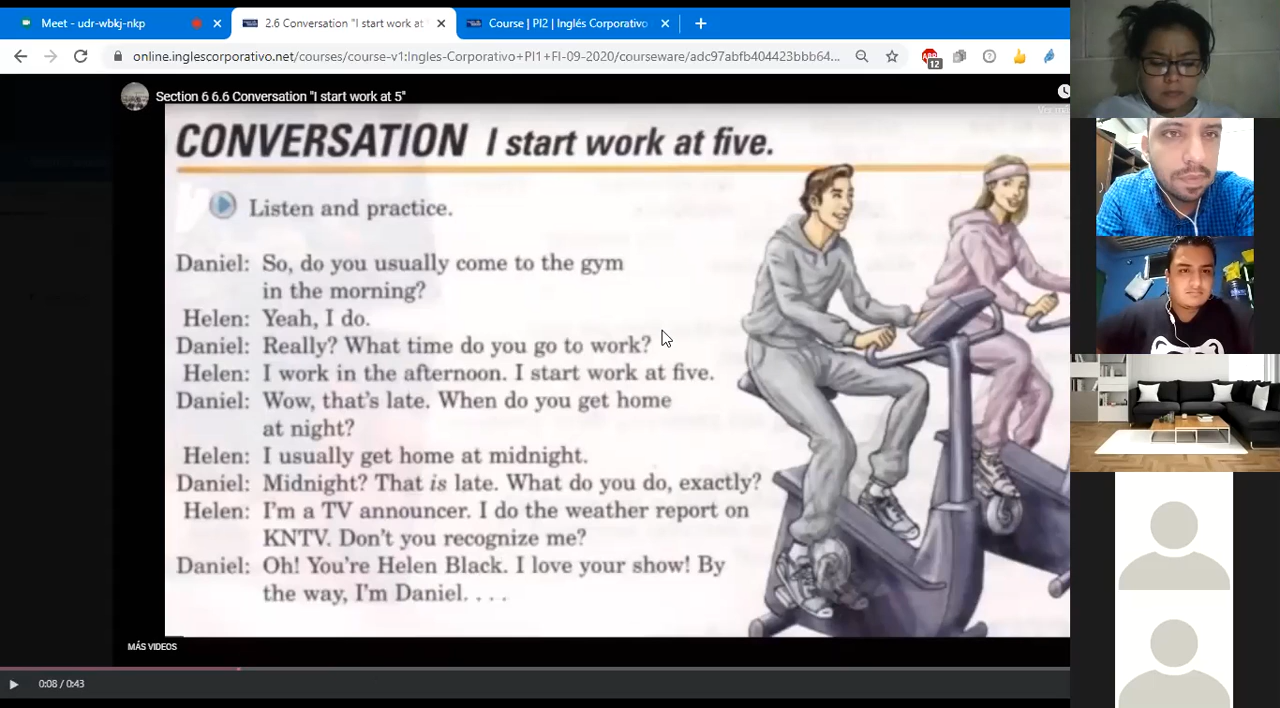 Meet - udr-wbkj-nkp
2.6 Conversation "I start work at
Course | PI2 | Inglés Corporativo
online.inglescorporativo.net/courses/course-v1:Ingles-Corporativo+PI1+FI-09-2020/courseware/adc97abfb404423bbb64...
12
Section 6 6.6 Conversation "I start work at 5"
CONVERSATION I start work at five.
Listen and practice.
Daniel: So, do you usually come to the gym
in the morning?
Helen: Yeah, I do.
Daniel: Really? What time do you go to work?
Helen: I work in the afternoon. I start work at five.
Daniel: Wow, that's late. When do you get home
at night?
Helen: I usually get home at midnight.
Daniel: Midnight? That is late. What do you do, exactly?
Helen: I'm a TV announcer. I do the weather report on
KNTV. Don't you recognize me?
Daniel: Oh! You're Helen Black. I love your show! By
the way, I'm Daniel. . . .
MÁS VIDEOS
0:08 / 0:43